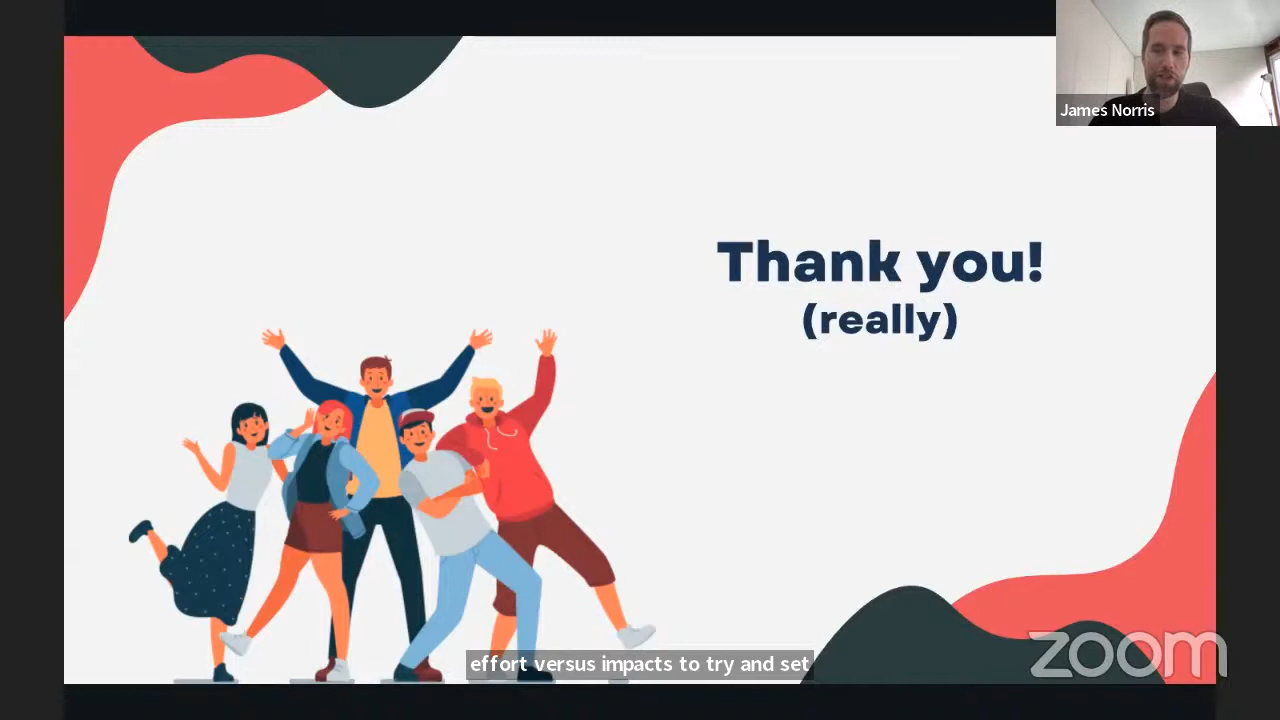 James Norris
Thank you!
(really)
effort versus impacts to try and set
zoom